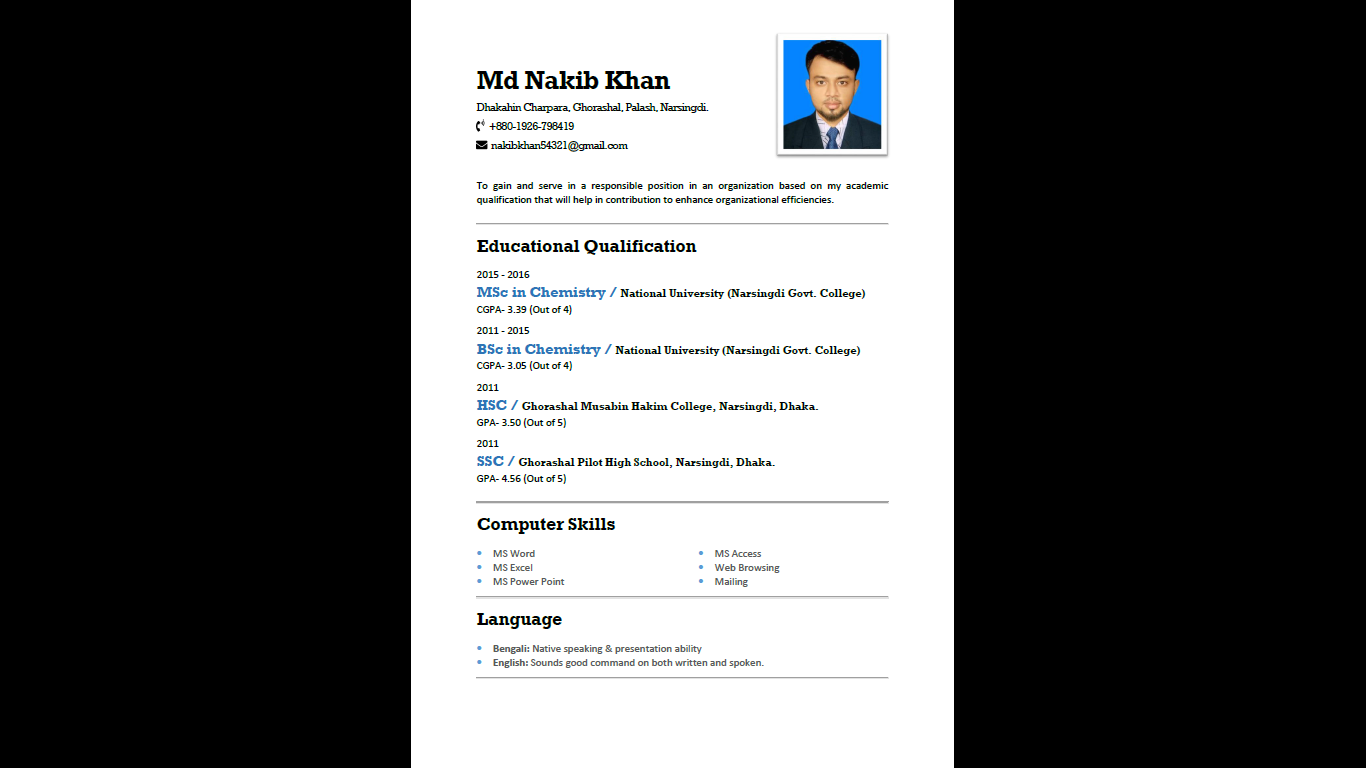 Md Nakib Khan
Dhakahin Charpara, Ghorashal, Palash, Narsingdi.
+880-1926-798419
nakibkhan54321@gmail.com
To gain and serve in a responsible position in an organization based on my academic
qualification that will help in contribution to enhance organizational efficiencies.
Educational Qualification
2015 - 2016
MSc in Chemistry / National University (Narsingdi Govt. College)
CGPA- 3.39 (Out of 4)
2011 - 2015
BSc in Chemistry / National University (Narsingdi Govt. College)
CGPA- 3.05 (Out of 4)
2011
HSC / Ghorashal Musabin Hakim College, Narsingdi, Dhaka.
GPA- 3.50 (Out of 5)
2011
SSC / Ghorashal Pilot High School, Narsingdi, Dhaka.
GPA- 4.56 (Out of 5)
Computer Skills
• MS Word
• MS Excel
• MS Power Point
• MS Access
• Web Browsing
• Mailing
Language
• Bengali: Native speaking & presentation ability
• English: Sounds good command on both written and spoken.